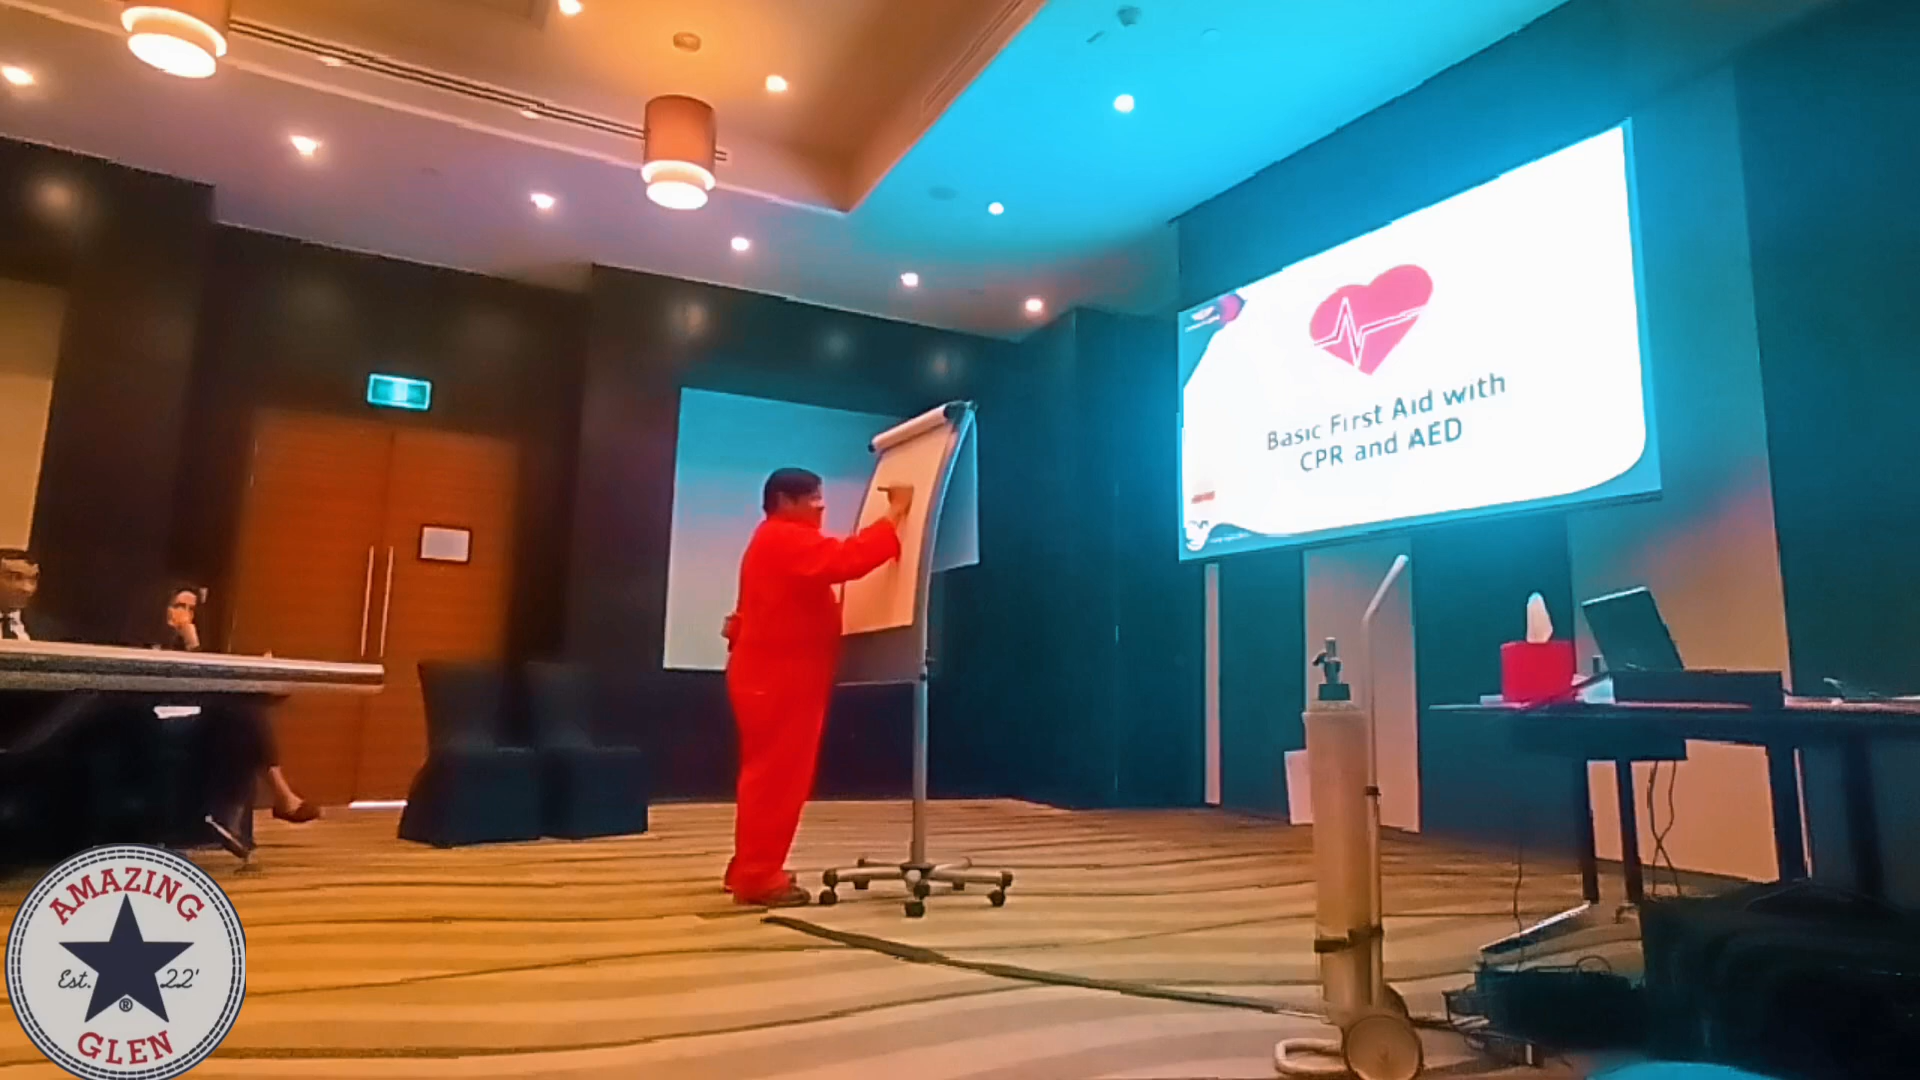 Basic First Aid with
CPR and AED
AMAZING
Est. 22'
®
GLEN